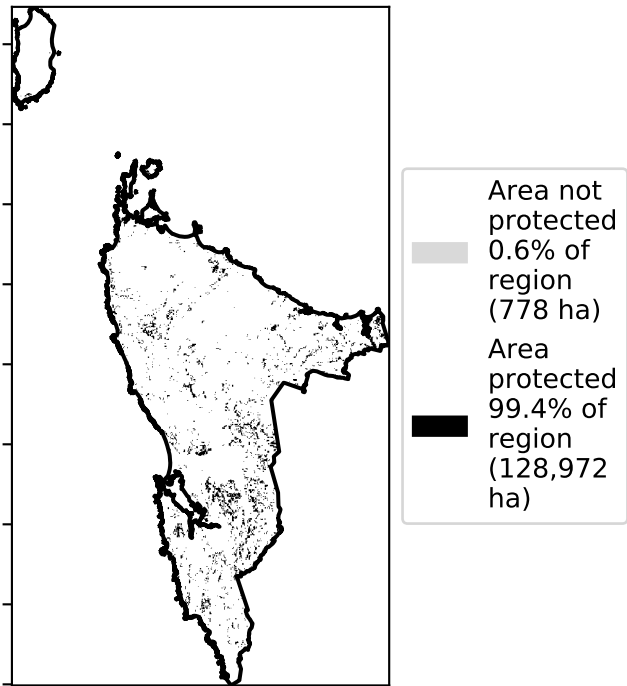 Area not
protected
0.6% of
region
(778 ha)
Area
protected
99.4% of
region
(128,972
ha)